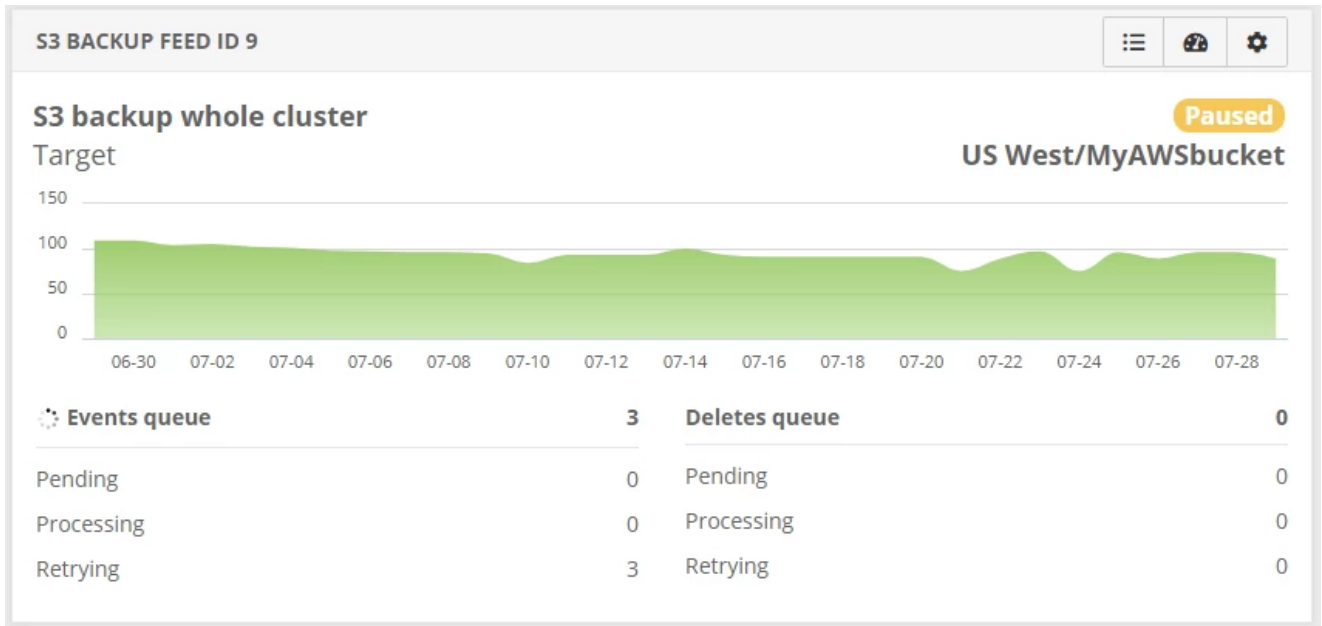 S3 BACKUP FEED ID 9
S3 backup whole cluster
Paused
Target
US West/MyAWSbucket
150
100
50
0
06-30 07-02 07-04 07-06 07-08 07-10 07-12 07-14 07-16 07-18 07-20 07-22 07-24 07-26 07-28
Events queue 3
Pending 0
Processing 0
Retrying 3
Deletes queue 0
Pending 0
Processing 0
Retrying 0